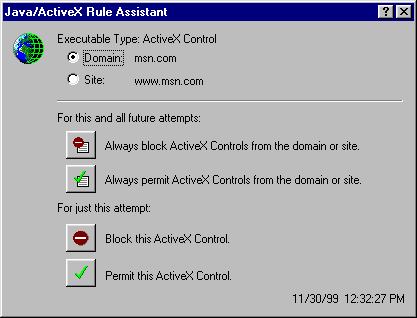 Java/ActiveX Rule Assistant
Executable Type: ActiveX Control
Domain: msn.com
Site: www.msn.com
For this and all future attempts:
Always block ActiveX Controls from the domain or site.
Always permit ActiveX Controls from the domain or site.
For just this attempt:
Block this ActiveX Control.
Permit this ActiveX Control.
11/30/99 12:32:27 PM